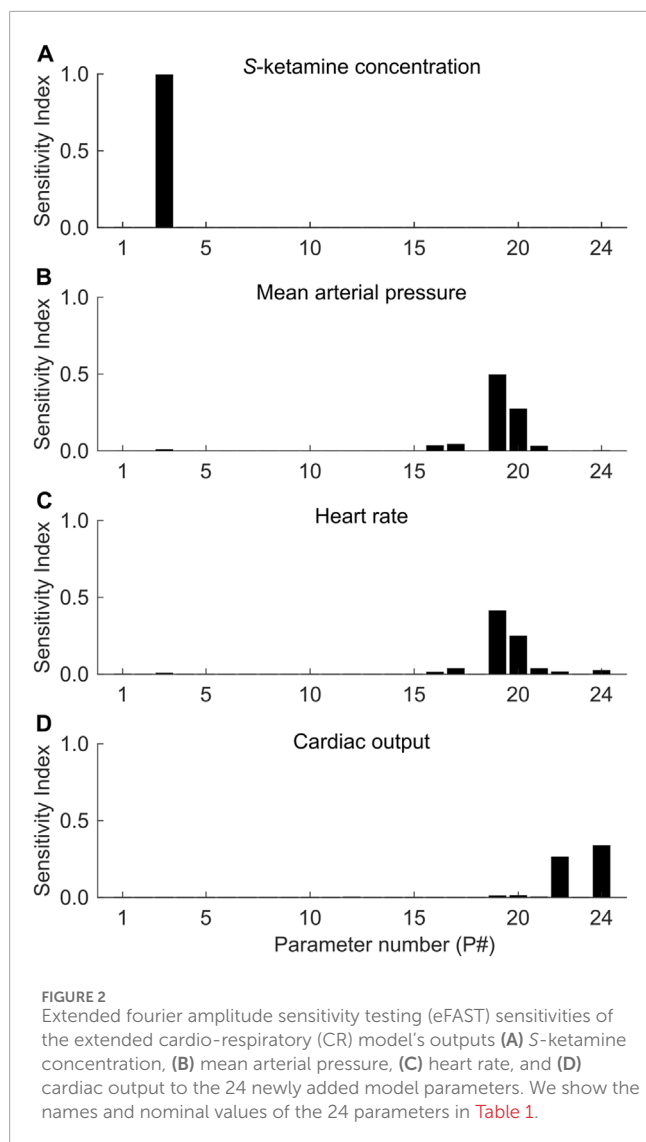 A
S-ketamine concentration
Sensitivity Index
1.0
0.5
0.0
1 5 10 15 20 24
B
Mean arterial pressure
Sensitivity Index
1.0
0.5
0.0
1 5 10 15 20 24
C
Heart rate
Sensitivity Index
1.0
0.5
0.0
1 5 10 15 20 24
D
Cardiac output
Sensitivity Index
1.0
0.5
0.0
1 5 10 15 20 24
Parameter number (P#)
FIGURE 2
Extended fourier amplitude sensitivity testing (eFAST) sensitivities of
the extended cardio-respiratory (CR) model's outputs (A) S-ketamine
concentration, (B) mean arterial pressure, (C) heart rate, and (D)
cardiac output to the 24 newly added model parameters. We show the
names and nominal values of the 24 parameters in Table 1.